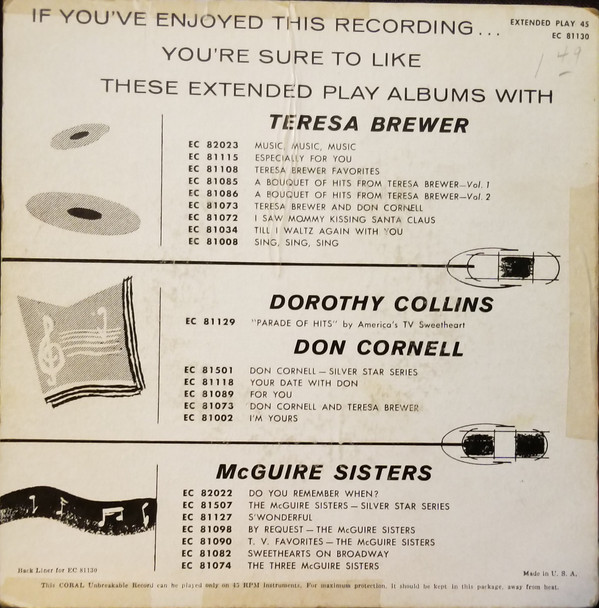 IF YOU'VE ENJOYED THIS RECORDING...
EXTENDED PLAY 45
EC 81130
1 49
YOU'RE SURE TO LIKE
THESE EXTENDED PLAY ALBUMS WITH
TERESA BREWER
EC 82023 MUSIC, MUSIC, MUSIC
EC 81115 ESPECIALLY FOR YOU
EC 81108 TERESA BREWER FAVORITES
EC 81085 A BOUQUET OF HITS FROM TERESA BREWER—Vol. 1
EC 81086 A BOUQUET OF HITS FROM TERESA BREWER—Vol. 2
EC 81073 TERESA BREWER AND DON CORNELL
EC 81072 I SAW MOMMY KISSING SANTA CLAUS
EC 81034 TILL I WALTZ AGAIN WITH YOU
EC 81008 SING, SING, SING
DOROTHY COLLINS
EC 81129 "PARADE OF HITS" by America's TV Sweetheart
DON CORNELL
EC 81501 DON CORNELL — SILVER STAR SERIES
EC 81118 YOUR DATE WITH DON
EC 81089 FOR YOU
EC 81073 DON CORNELL AND TERESA BREWER
EC 81002 I'M YOURS
McGUIRE SISTERS
EC 82022 DO YOU REMEMBER WHEN?
EC 81507 THE McGUIRE SISTERS — SILVER STAR SERIES
EC 81127 S'WONDERFUL
EC 81098 BY REQUEST — THE McGUIRE SISTERS
EC 81090 T. V. FAVORITES — THE McGUIRE SISTERS
EC 81082 SWEETHEARTS ON BROADWAY
EC 81074 THE THREE McGUIRE SISTERS
Back Liner for EC 81130
Made in U. S. A.
This CORAL Unbreakable Record can be played only on 45 RPM Instruments. For maximum protection, it should be kept in this package, away from heat.